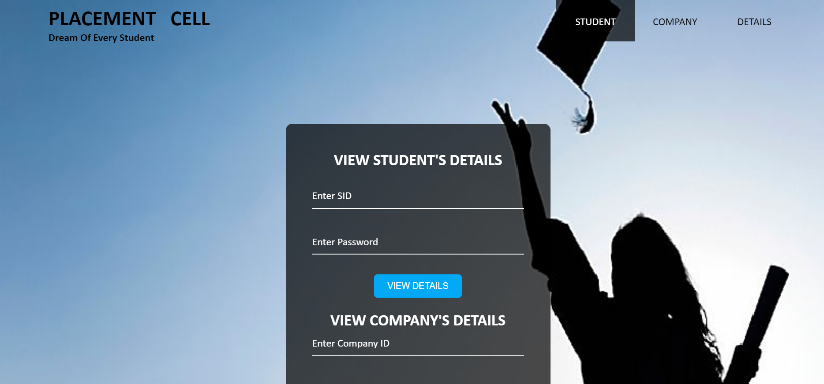 PLACEMENT CELL
Dream Of Every Student
STUDENT COMPANY DETAILS
VIEW STUDENT'S DETAILS
Enter SID
Enter Password
VIEW DETAILS
VIEW COMPANY'S DETAILS
Enter Company ID